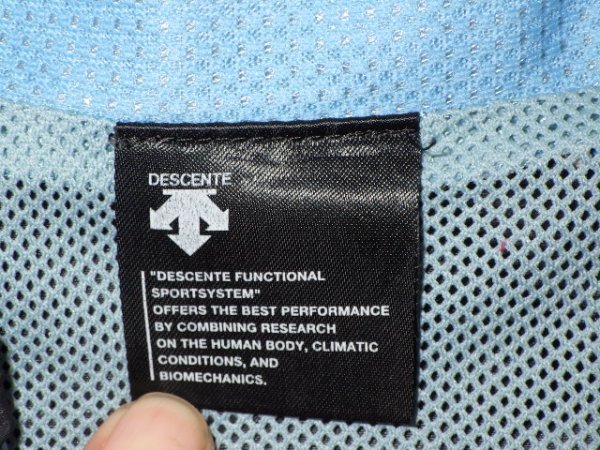 DESCENTE
"DESCENTE FUNCTIONAL
SPORTSYSTEM"
OFFERS THE BEST PERFORMANCE
BY COMBINING RESEARCH
ON THE HUMAN BODY, CLIMATIC
CONDITIONS, AND
BIOMECHANICS.